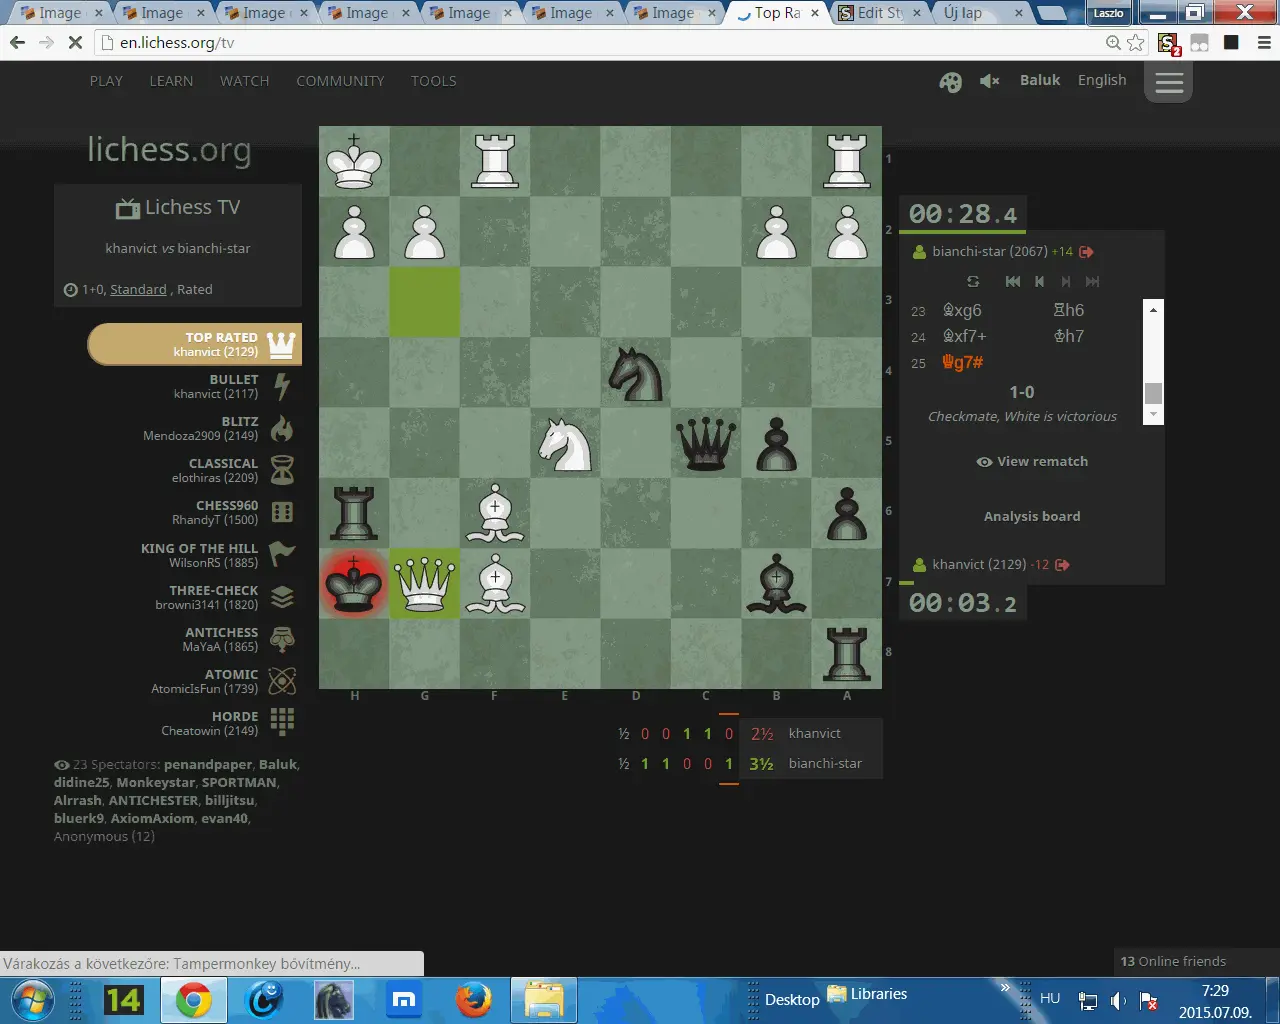 Image
Image
Image
Image
Image
Image
Image
Top Ra
Edit Sty
Új lap
Laszlo
en.lichess.org/tv
2
PLAY
LEARN
WATCH
COMMUNITY
TOOLS
Baluk
English
lichess.org
Lichess TV
khanvict vs bianchi-star
1+0, Standard , Rated
TOP RATED
khanvict (2129)
BULLET
khanvict (2117)
BLITZ
Mendoza2909 (2149)
CLASSICAL
elothiras (2209)
CHESS960
RhandyT (1500)
KING OF THE HILL
WilsonRS (1885)
THREE-CHECK
browni3141 (1820)
ANTICHESS
MaYaA (1865)
ATOMIC
AtomicIsFun (1739)
HORDE
Cheatowin (2149)
23 Spectators: penandpaper, Baluk,
didine25, Monkeystar, SPORTMAN,
Alrrash, ANTICHESTER, billjitsu,
bluerk9, AxiomAxiom, evan40,
Anonymous (12)
1
2
3
4
5
6
7
8
H G F E D C B A
½ 0 0 1 1 0 2½ khanvict
½ 1 1 0 0 1 3½ bianchi-star
00:28.4
bianchi-star (2067) +14
23 ♗xg6 ♖h6
24 ♗xf7+ ♔h7
25 ♕g7#
1-0
Checkmate, White is victorious
View rematch
Analysis board
khanvict (2129) -12
00:03.2
Várakozás a következőre: Tampermonkey bővítmény...
13 Online friends
14
Desktop
Libraries
»
HU
7:29
2015.07.09.